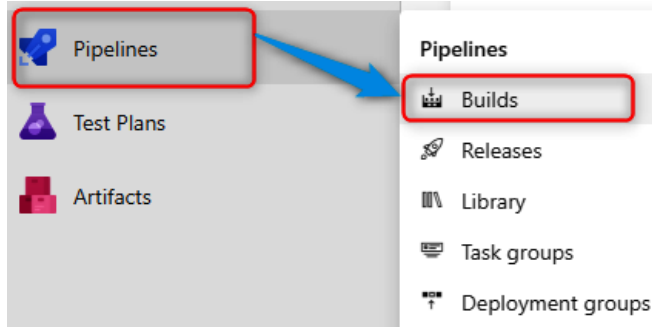 Pipelines
Test Plans
Artifacts
Pipelines
Builds
Releases
Library
Task groups
Deployment groups